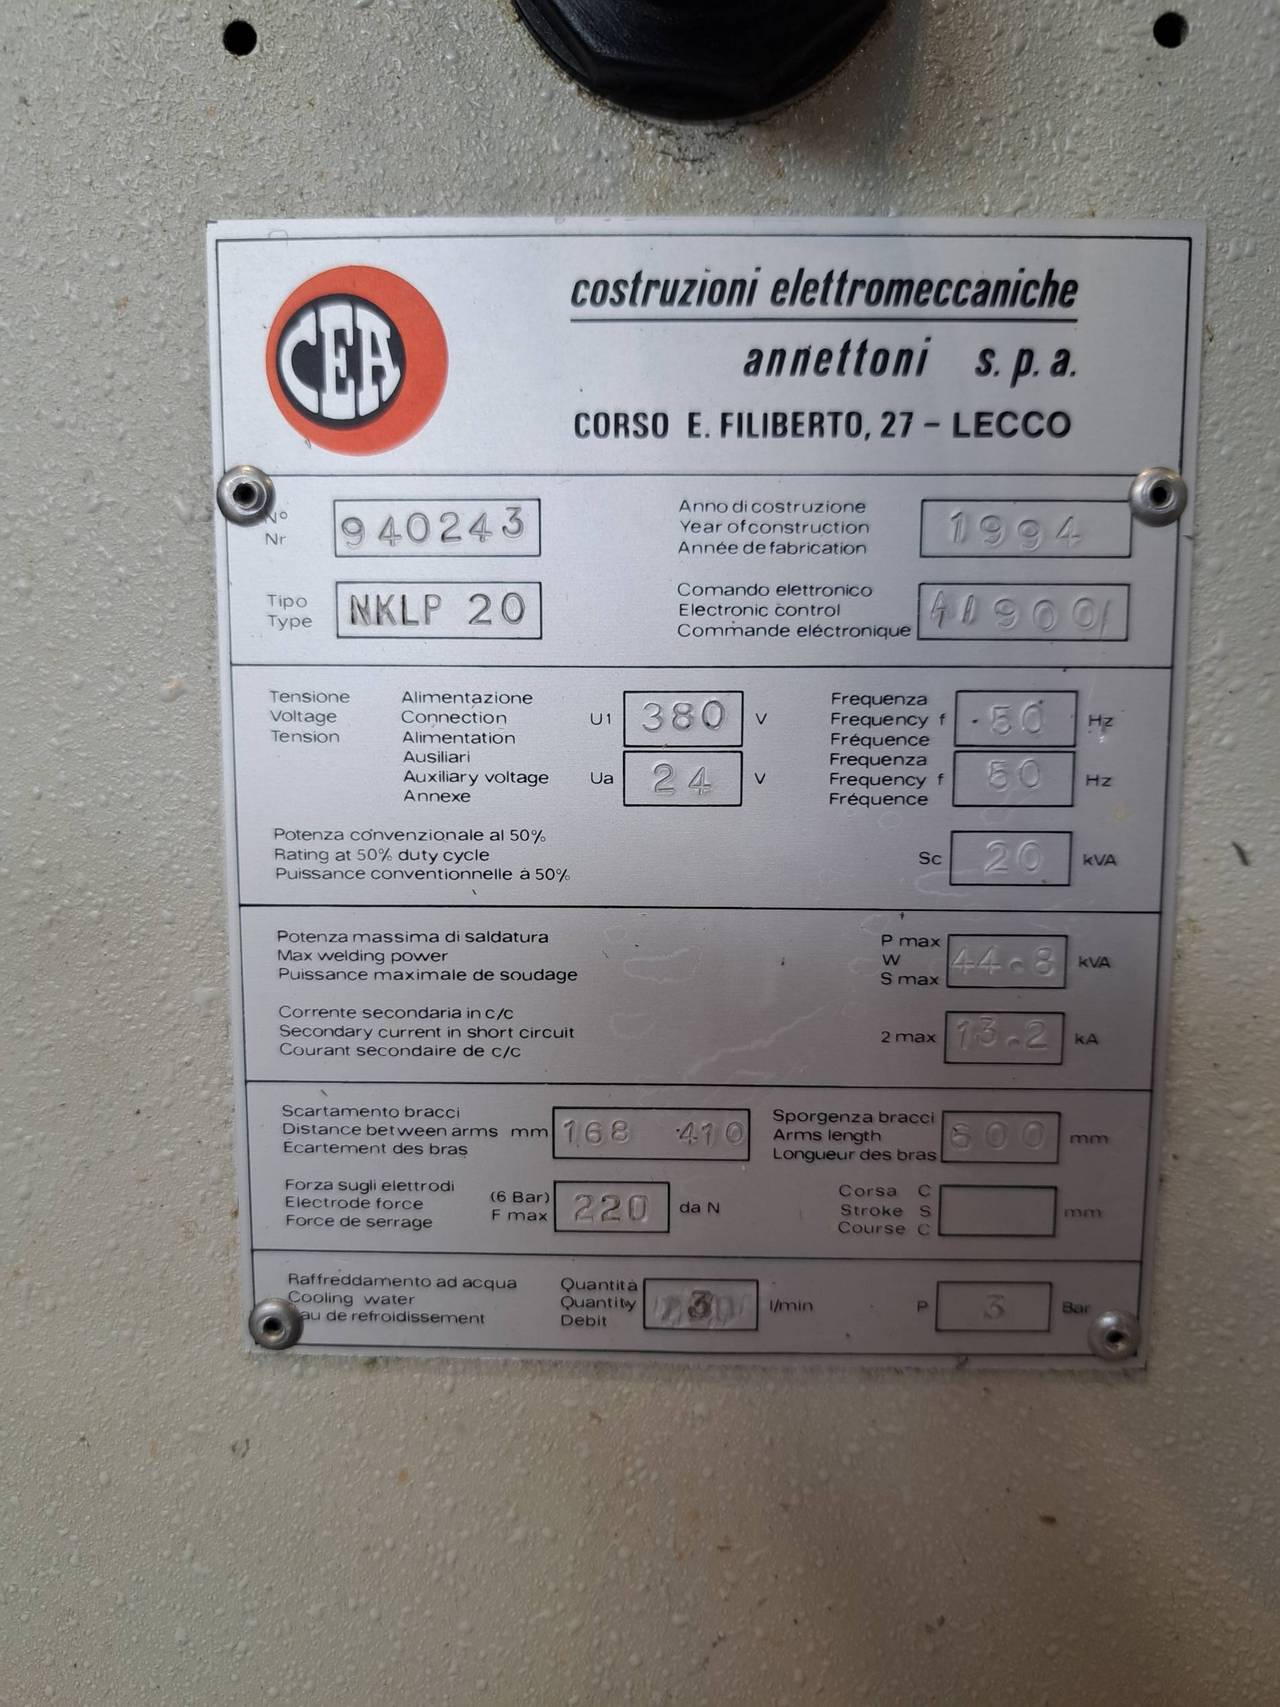 CEA
costruzioni elettromeccaniche
annettoni s.p.a.
CORSO E. FILIBERTO, 27 - LECCO
N°
Nr
940243
Anno di costruzione
Year of construction
Année de fabrication
1994
Tipo
Type
NKLP 20
Comando elettronico
Electronic control
Commande eléctronique
Tensione
Voltage
Tension
Alimentazione
Connection
Alimentation
U1
380
V
Frequenza
Frequency f
Fréquence
50
Hz
Ausiliari
Auxiliary voltage
Annexe
Ua
24
V
Frequenza
Frequency f
Fréquence
50
Hz
Potenza convenzionale al 50%
Rating at 50% duty cycle
Puissance conventionnelle à 50%
Sc
20
kVA
Potenza massima di saldatura
Max welding power
Puissance maximale de soudage
P max
W
S max
44.8
kVA
Corrente secondaria in c/c
Secondary current in short circuit
Courant secondaire de c/c
2 max
13.2
kA
Scartamento bracci
Distance between arms mm
Ecartement des bras
168 410
Sporgenza bracci
Arms length
Longueur des bras
600
mm
Forza sugli elettrodi
Electrode force
Force de serrage
(6 Bar)
F max
220
da N
Corsa C
Stroke S
Course C
mm
Raffreddamento ad acqua
Cooling water
au de refroidissement
Quantità
Quantity
Debit
3
l/min
P
3
Bar